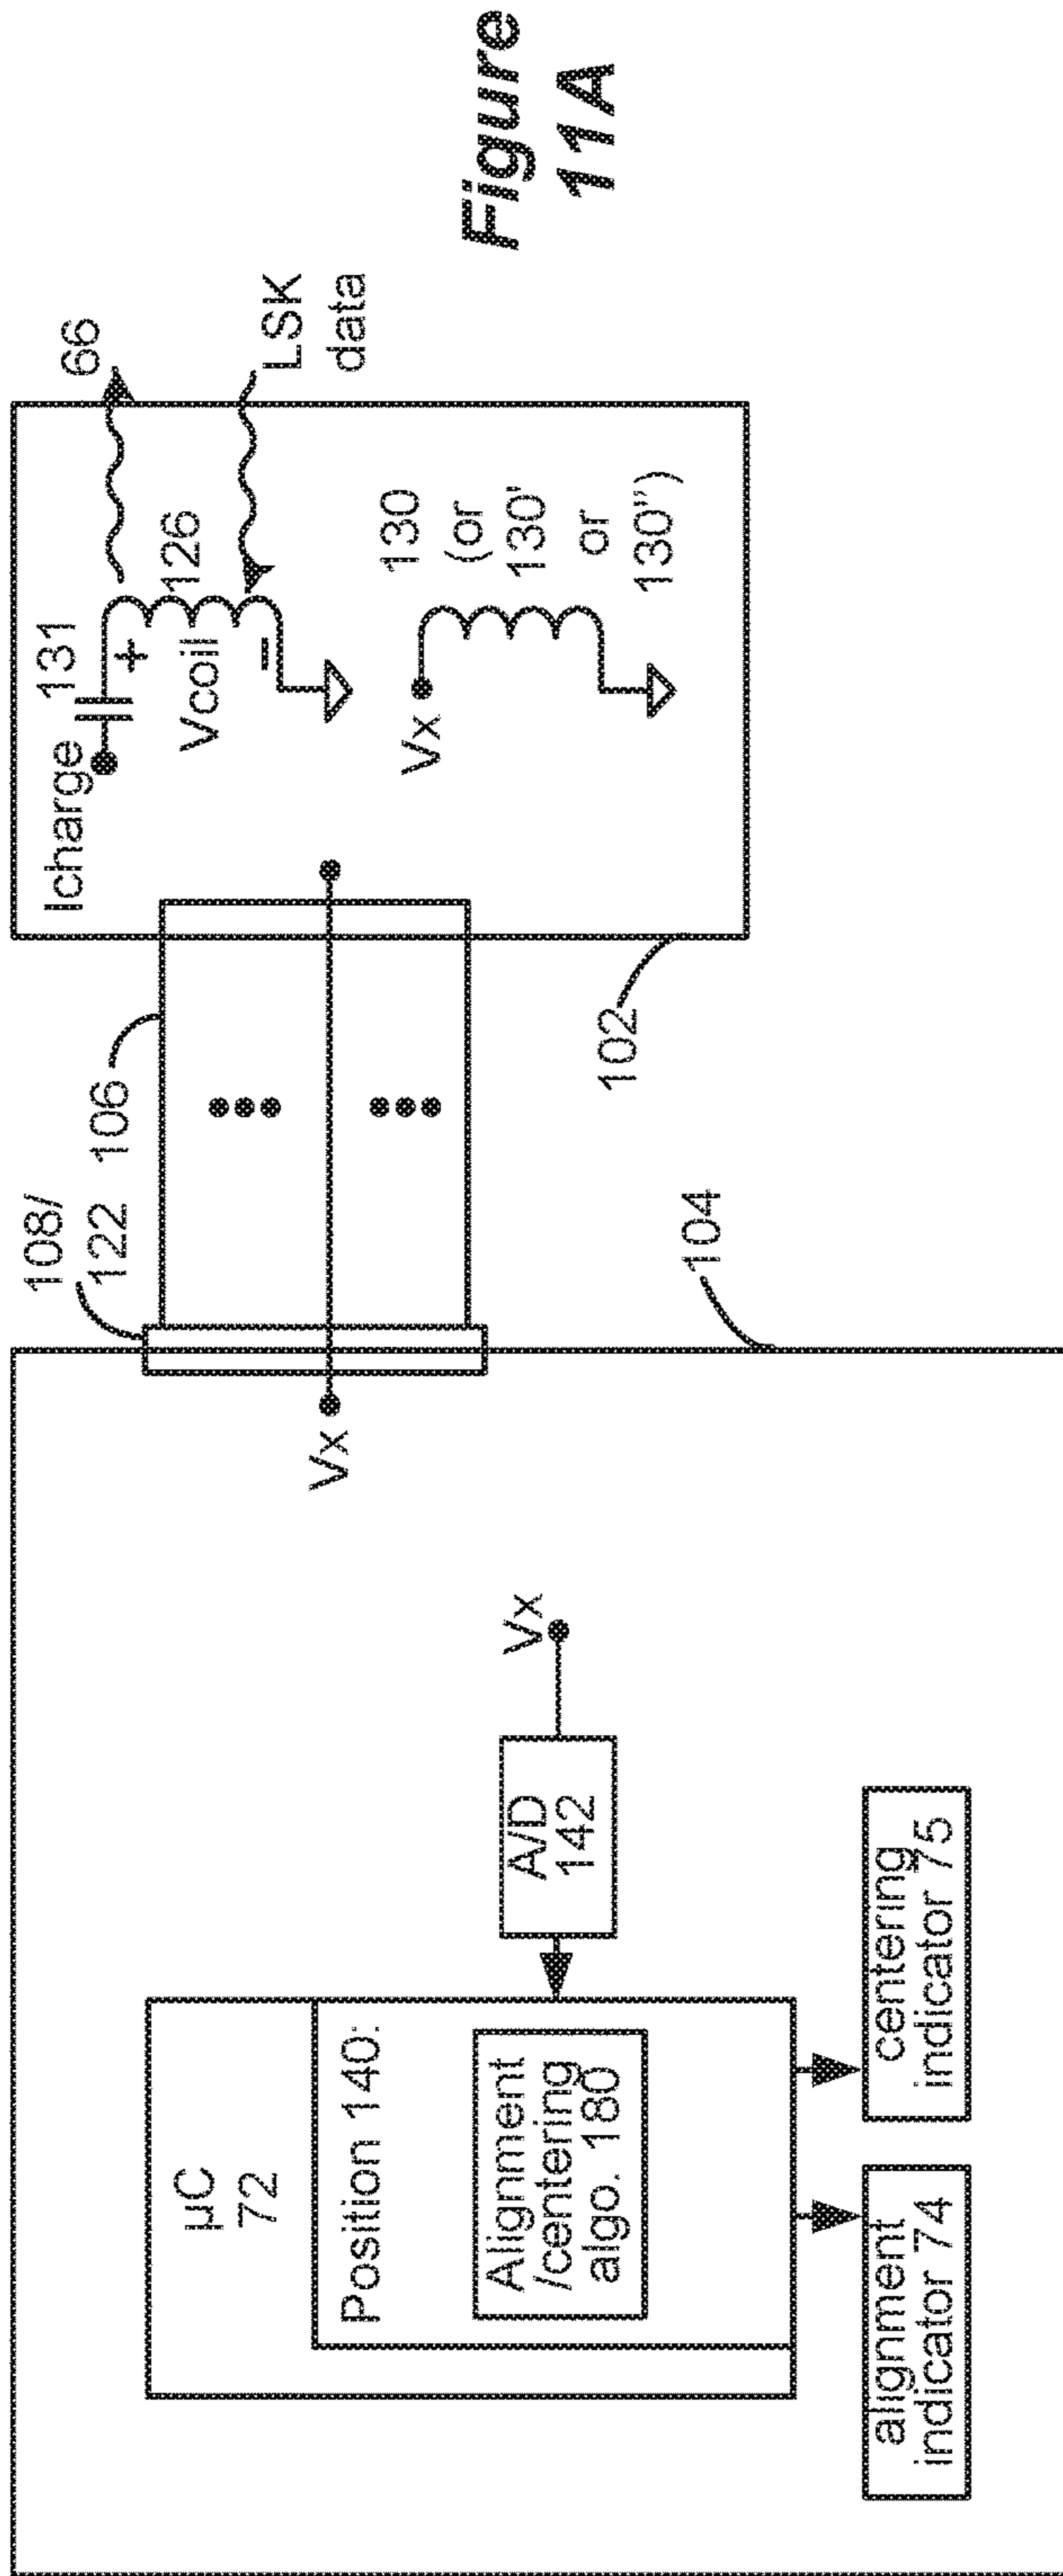 µC
72
Position 140:
Alignment
/centering
algo. 180
alignment
indicator 74
centering
indicator 75
A/D
142
Vx
Vx
108/
122
106
104
102
Icharge
131
+
Vcoil
–
126
66
LSK
data
Vx
130
(or
130'
or
130")
Figure
11A